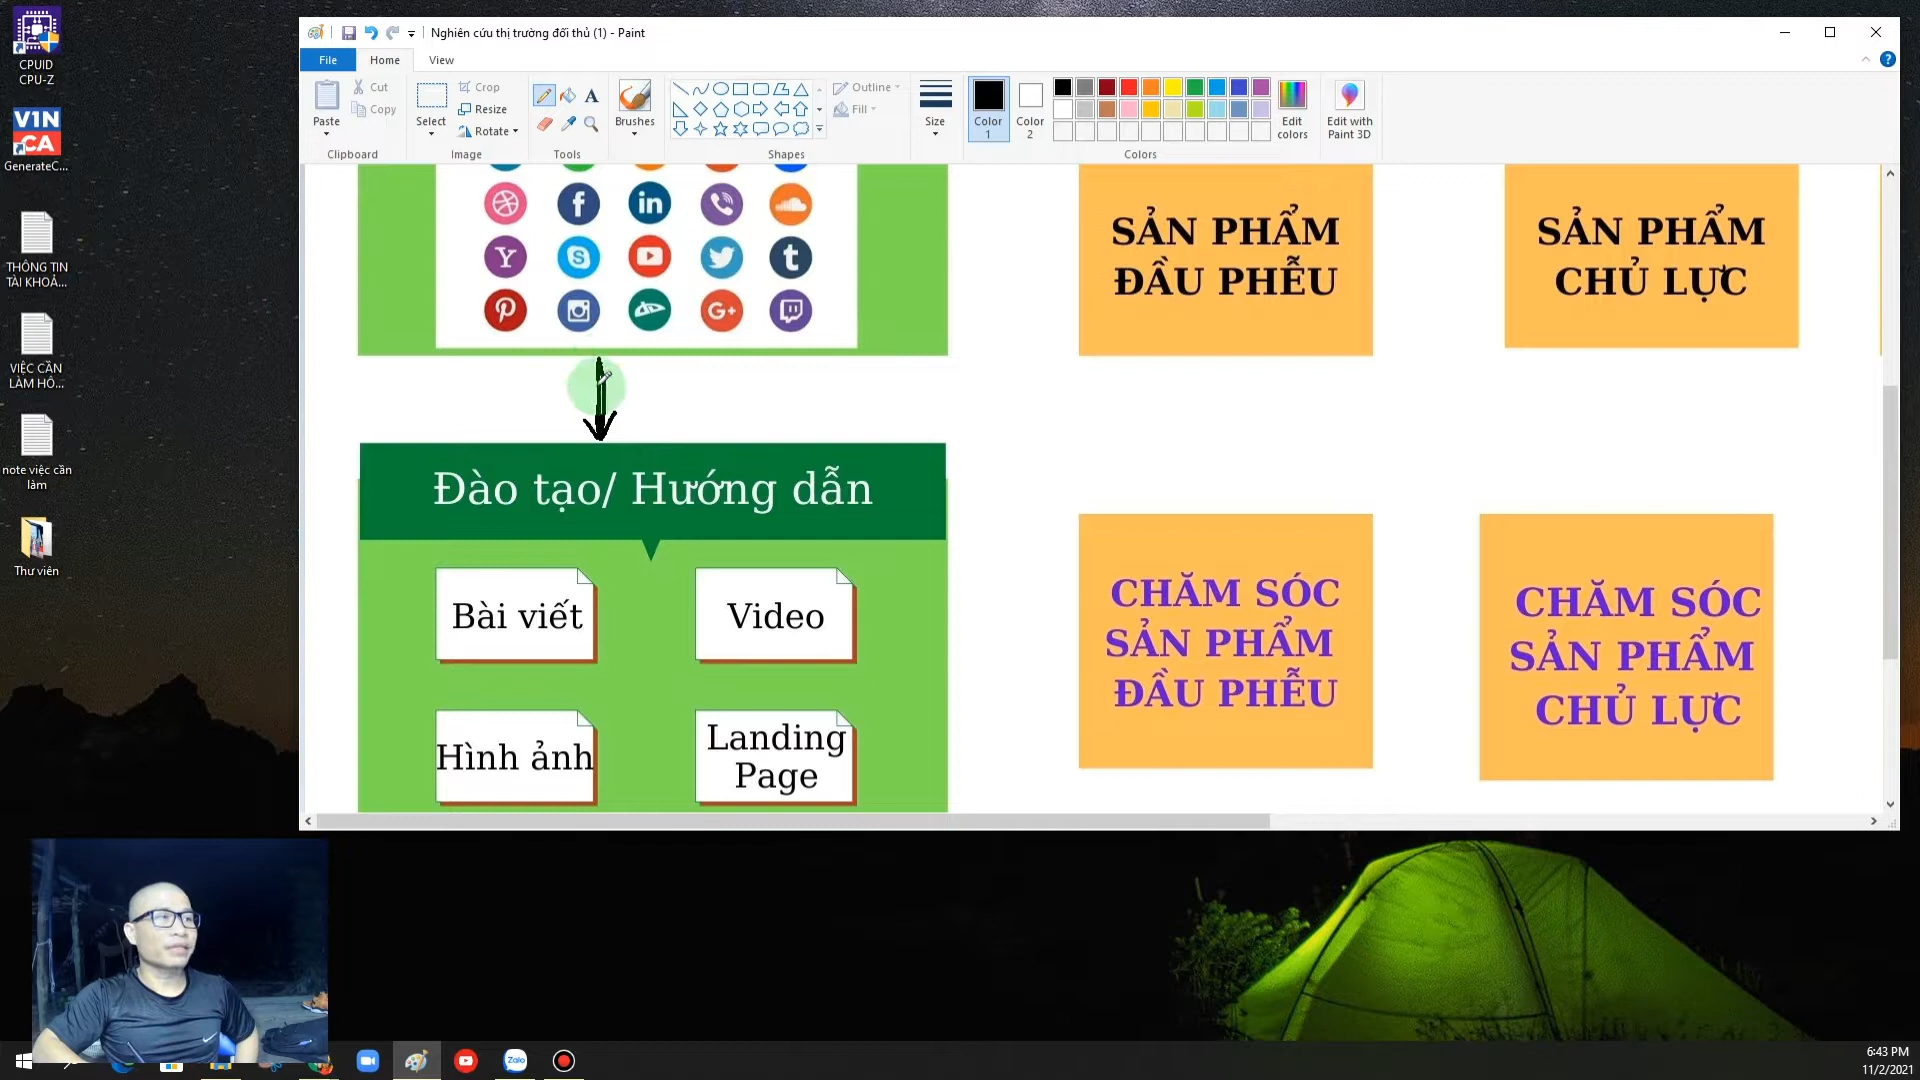 CPUID
CPU-Z
V1N
CA
GenerateC...
THÔNG TIN
TÀI KHOẢ...
VIỆC CẦN
LÀM HÔ...
note việc cần
làm
Thư viên
Nghiên cứu thị trường đối thủ (1) - Paint
File
Home
View
Paste
Cut
Copy
Clipboard
Select
Crop
Resize
Rotate
Image
A
Tools
Brushes
Shapes
Outline
Fill
Size
Color
1
Color
2
Edit
colors
Edit with
Paint 3D
Colors
f
in
Y
S
t
G+
SẢN PHẨM
ĐẦU PHỄU
SẢN PHẨM
CHỦ LỰC
Đào tạo/ Hướng dẫn
Bài viết
Video
Hình ảnh
Landing
Page
CHĂM SÓC
SẢN PHẨM
ĐẦU PHỄU
CHĂM SÓC
SẢN PHẨM
CHỦ LỰC
Zalo
6:43 PM
11/2/2021